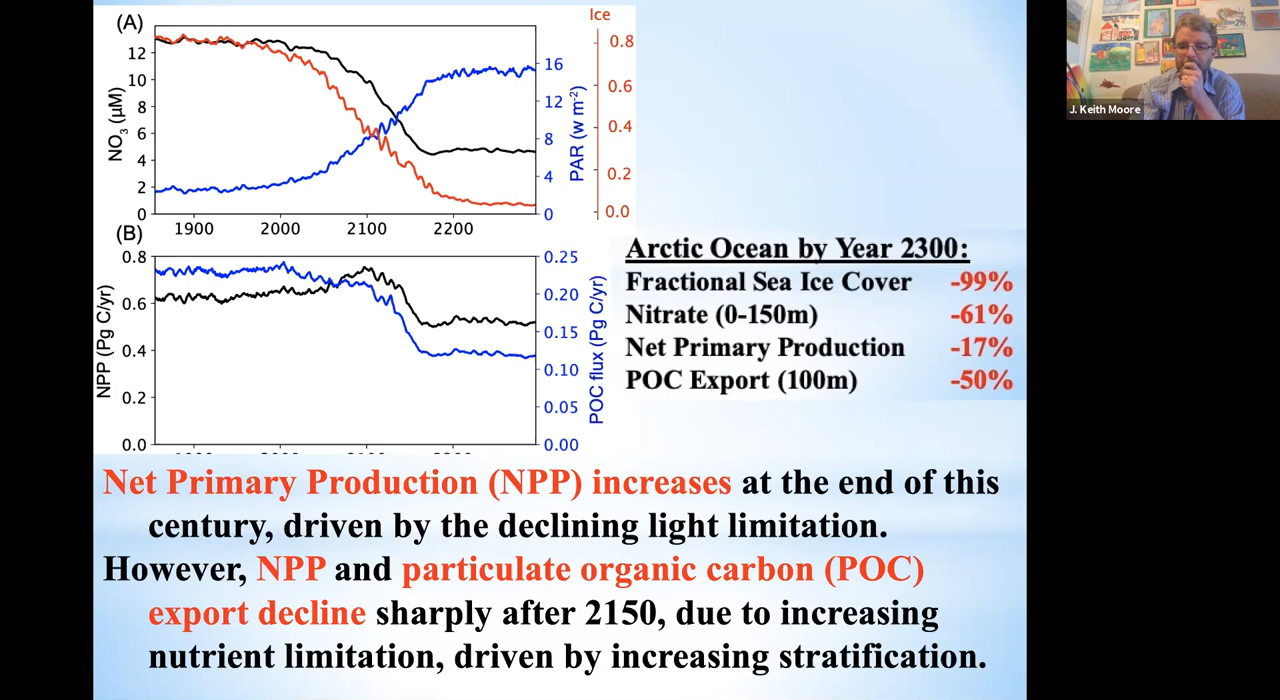 (A)
Ice
12
10
8
6
4
2
0
NO3 (µM)
16
12
8
4
0
PAR (w m-2)
0.8
0.6
0.4
0.2
0.0
1900 2000 2100 2200
(B)
0.8
0.6
0.4
0.2
0.0
NPP (Pg C/yr)
0.25
0.20
0.15
0.10
0.05
0.00
POC flux (Pg C/yr)
Arctic Ocean by Year 2300:
Fractional Sea Ice Cover -99%
Nitrate (0-150m) -61%
Net Primary Production -17%
POC Export (100m) -50%
Net Primary Production (NPP) increases at the end of this
century, driven by the declining light limitation.
However, NPP and particulate organic carbon (POC)
export decline sharply after 2150, due to increasing
nutrient limitation, driven by increasing stratification.
J. Keith Moore